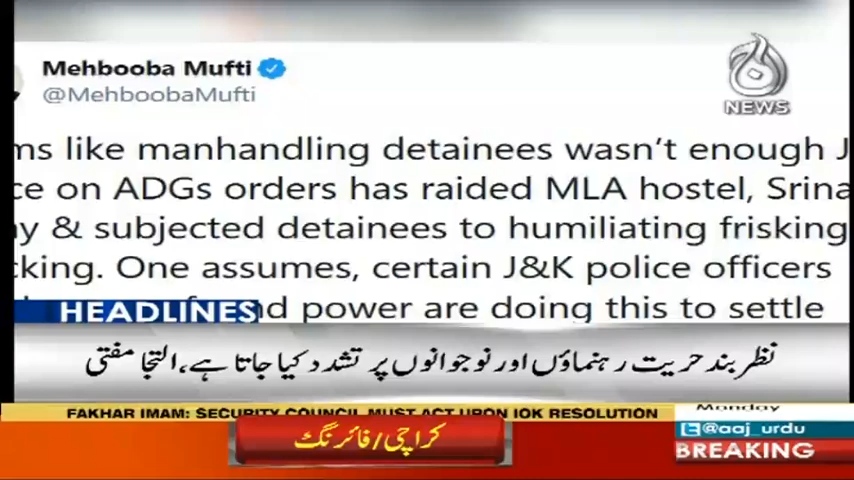 Mehbooba Mufti
@MehboobaMufti
NEWS
ms like manhandling detainees wasn't enough J
ce on ADGs orders has raided MLA hostel, Srina
ay & subjected detainees to humiliating frisking
cking. One assumes, certain J&K police officers
nd power are doing this to settle
HEADLINES
نظر بند حریت رہنماؤں اور نوجوانوں پر تشدد کیا جاتا ہے، التجا مفتی
FAKHAR IMAM: SECURITY COUNCIL MUST ACT UPON IOK RESOLUTION
Monday
@aaj_urdu
کراچی/فائرنگ
BREAKING